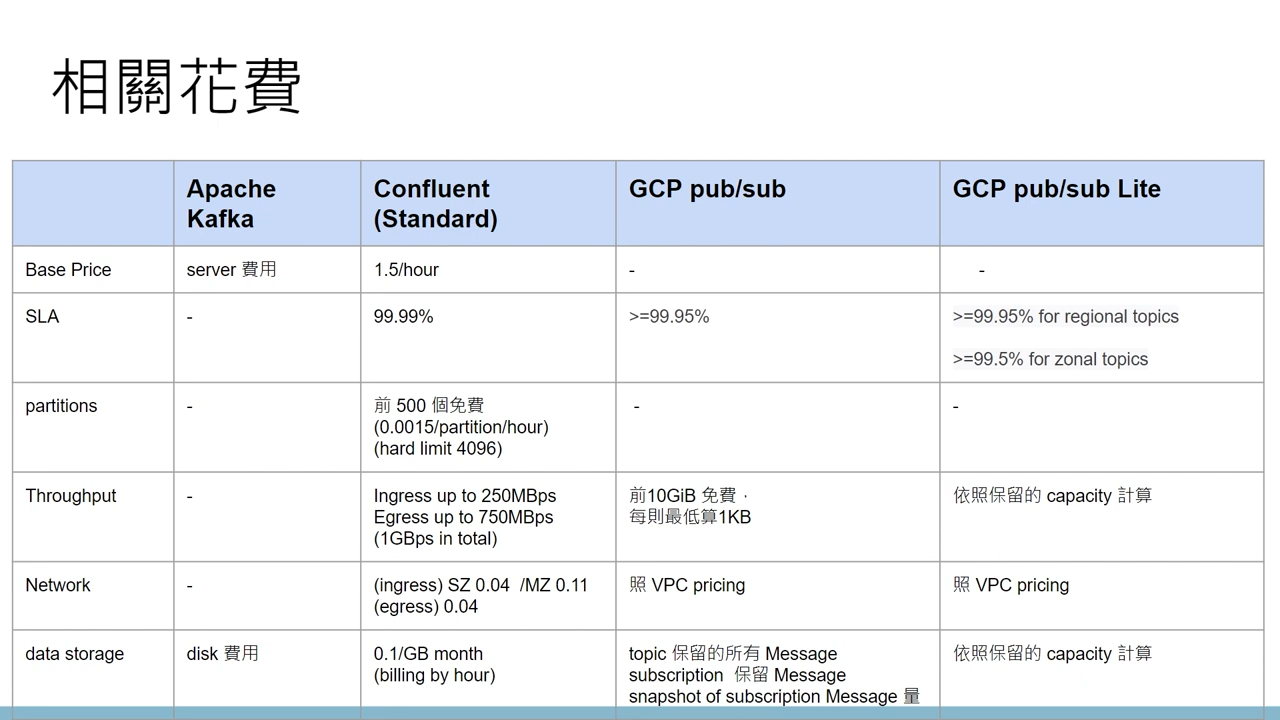 相關花費
Apache
Kafka
Confluent
(Standard)
GCP pub/sub
GCP pub/sub Lite
Base Price
server 費用
1.5/hour
-
-
SLA
-
99.99%
>=99.95%
>=99.95% for regional topics
>=99.5% for zonal topics
partitions
-
前 500 個免費
(0.0015/partition/hour)
(hard limit 4096)
-
-
Throughput
-
Ingress up to 250MBps
Egress up to 750MBps
(1GBps in total)
前10GiB 免費，
每則最低算1KB
依照保留的 capacity 計算
Network
-
(ingress) SZ 0.04 /MZ 0.11
(egress) 0.04
照 VPC pricing
照 VPC pricing
data storage
disk 費用
0.1/GB month
(billing by hour)
topic 保留的所有 Message
subscription 保留 Message
snapshot of subscription Message 量
依照保留的 capacity 計算